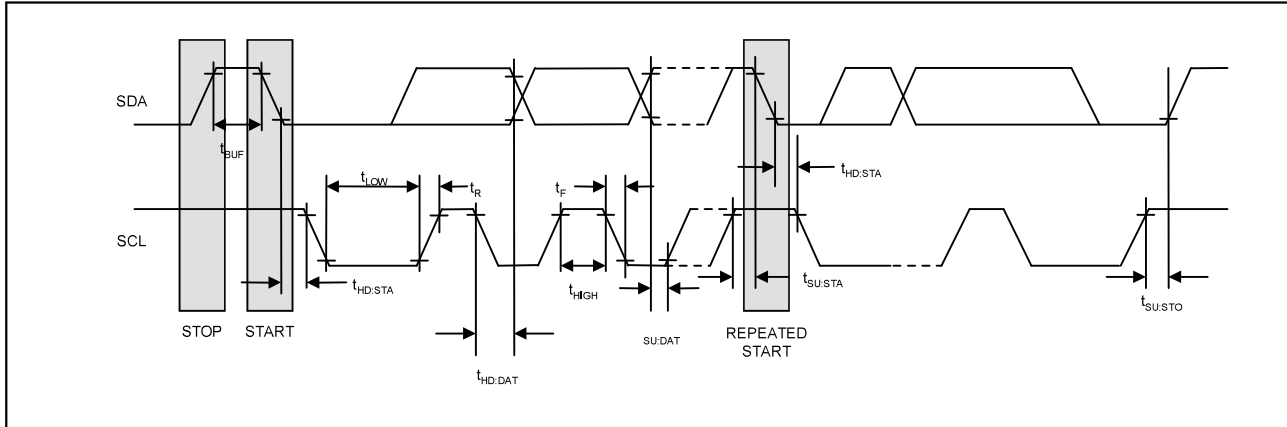 SDA
tBUF
tHD:STA
tLOW
tR
tF
SCL
tHD:STA
tHIGH
tSU:STA
tSU:STO
STOP
START
SU:DAT
REPEATED
START
tHD:DAT